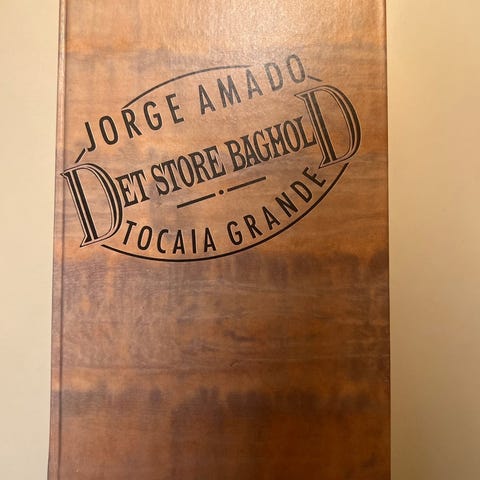 JORGE AMADO
DET STORE BAGHOLD
TOCAIA GRANDE